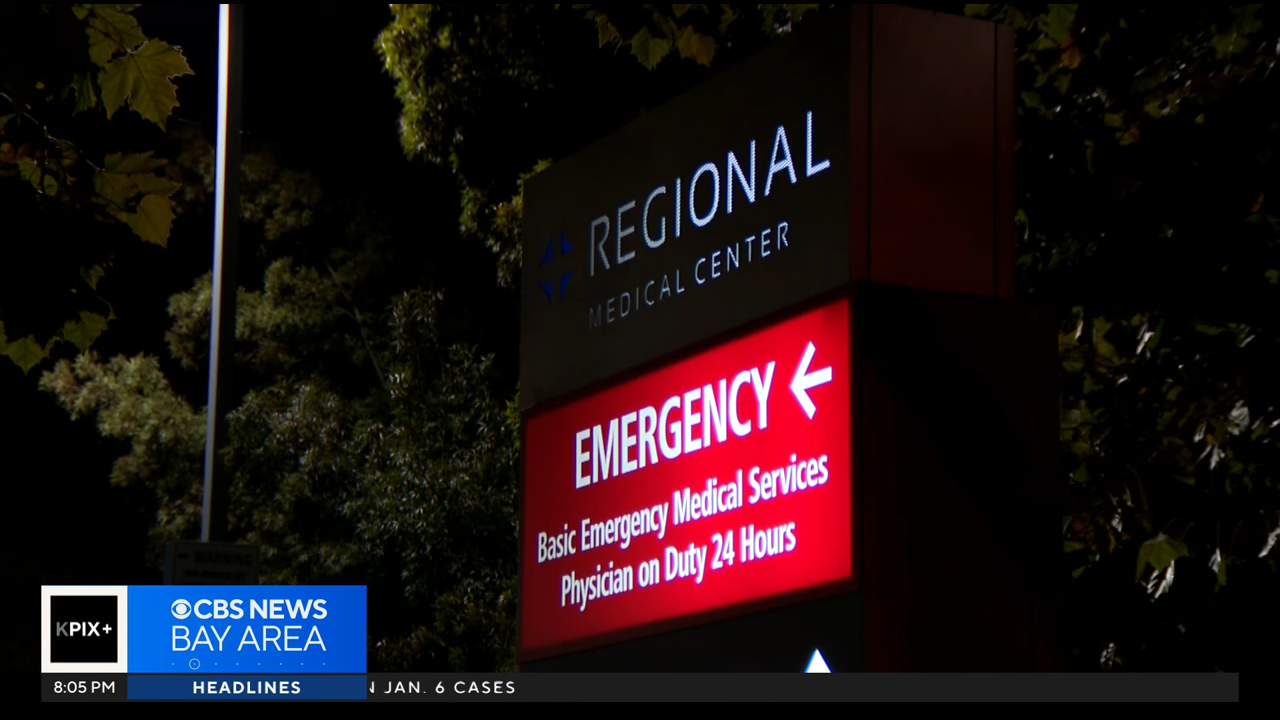 REGIONAL
MEDICAL CENTER
EMERGENCY
Basic Emergency Medical Services
Physician on Duty 24 Hours
KPIX+
CBS NEWS
BAY AREA
8:05 PM
HEADLINES
JAN. 6 CASES